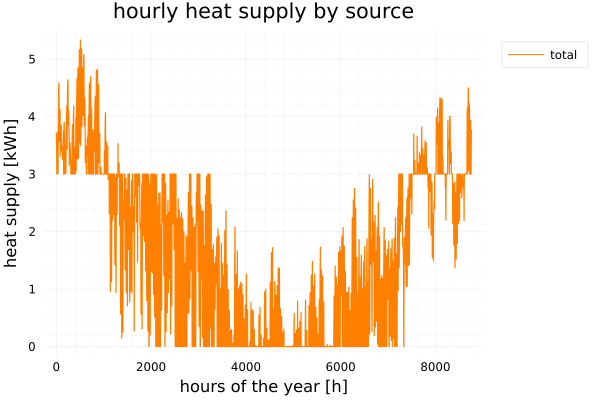 hourly heat supply by source
total
heat supply [kWh]
5
4
3
2
1
0
0 2000 4000 6000 8000
hours of the year [h]